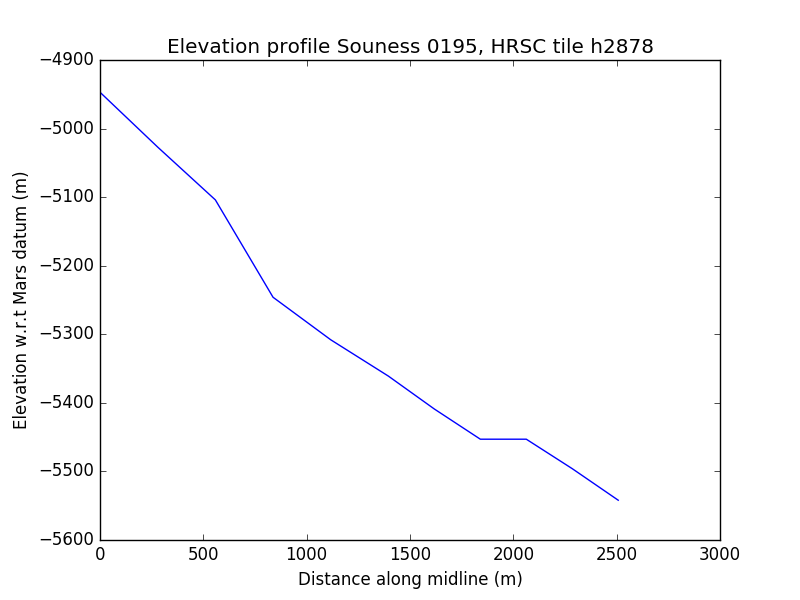 Elevation profile Souness 0195, HRSC tile h2878
Elevation w.r.t Mars datum (m)
−4900
−5000
−5100
−5200
−5300
−5400
−5500
−5600
0 500 1000 1500 2000 2500 3000
Distance along midline (m)